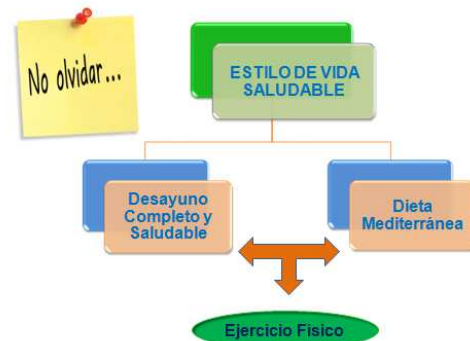 No olvidar...
ESTILO DE VIDA
SALUDABLE
Desayuno
Completo y
Saludable
Dieta
Mediterránea
Ejercicio Físico